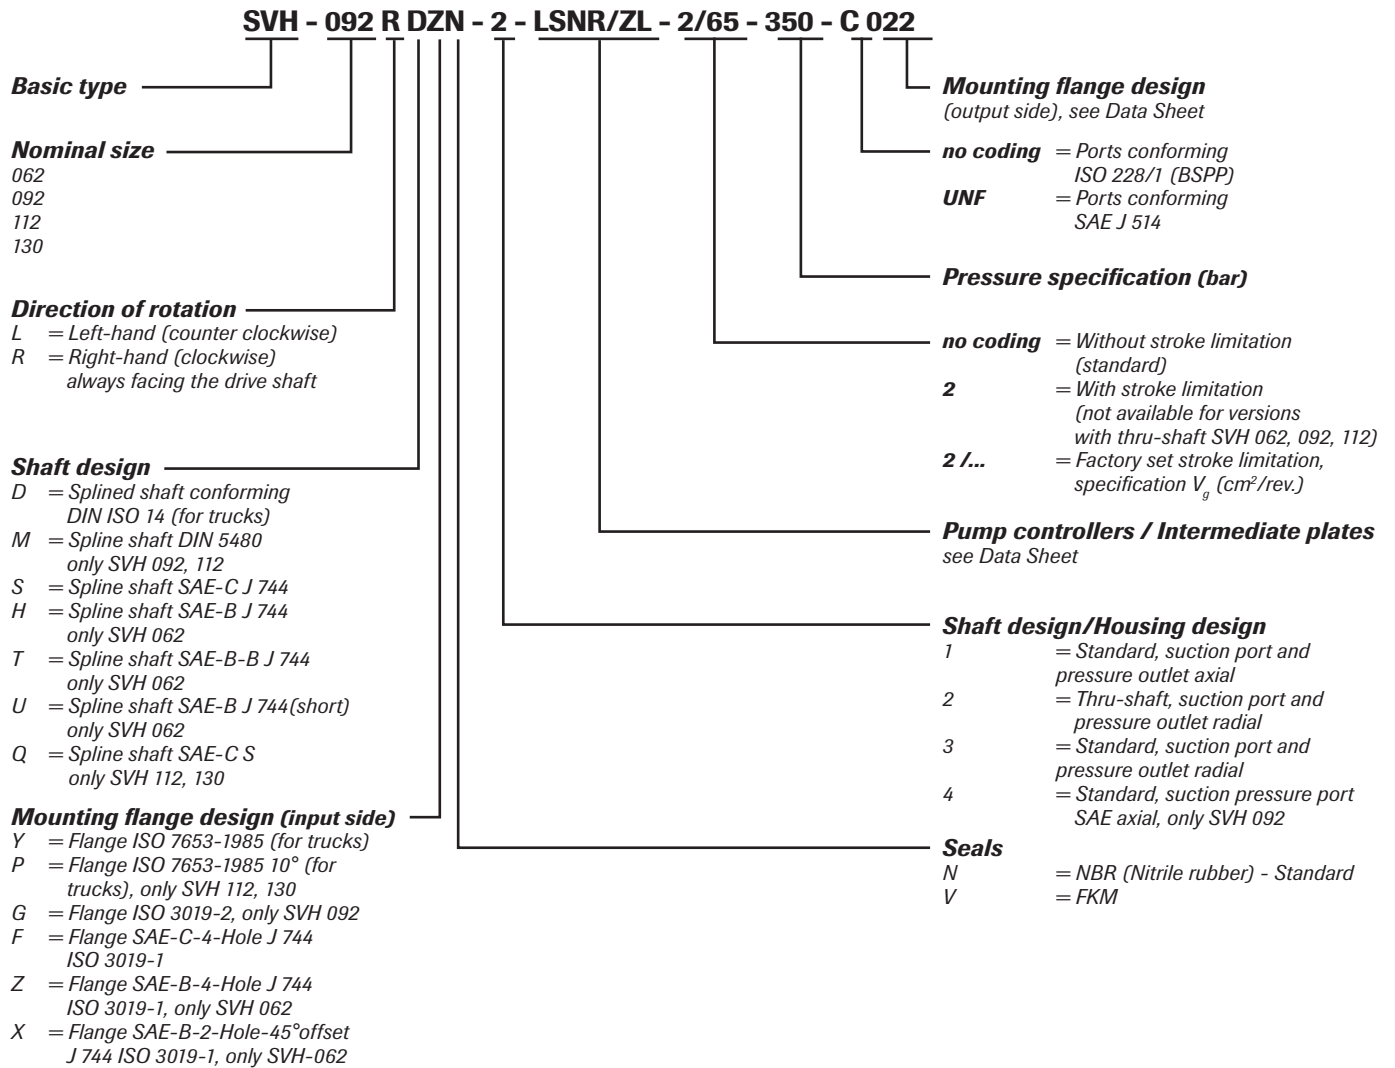 SVH - 092 R DZN - 2 - LSNR/ZL - 2/65 - 350 - C 022
Basic type
Nominal size
062
092
112
130
Direction of rotation
L = Left-hand (counter clockwise)
R = Right-hand (clockwise)
always facing the drive shaft
Shaft design
D = Splined shaft conforming
DIN ISO 14 (for trucks)
M = Spline shaft DIN 5480
only SVH 092, 112
S = Spline shaft SAE-C J 744
H = Spline shaft SAE-B J 744
only SVH 062
T = Spline shaft SAE-B-B J 744
only SVH 062
U = Spline shaft SAE-B J 744(short)
only SVH 062
Q = Spline shaft SAE-C S
only SVH 112, 130
Mounting flange design (input side)
Y = Flange ISO 7653-1985 (for trucks)
P = Flange ISO 7653-1985 10° (for
trucks), only SVH 112, 130
G = Flange ISO 3019-2, only SVH 092
F = Flange SAE-C-4-Hole J 744
ISO 3019-1
Z = Flange SAE-B-4-Hole J 744
ISO 3019-1, only SVH 062
X = Flange SAE-B-2-Hole-45°offset
J 744 ISO 3019-1, only SVH-062
Mounting flange design
(output side), see Data Sheet
no coding = Ports conforming
ISO 228/1 (BSPP)
UNF = Ports conforming
SAE J 514
Pressure specification (bar)
no coding = Without stroke limitation
(standard)
2 = With stroke limitation
(not available for versions
with thru-shaft SVH 062, 092, 112)
2 /... = Factory set stroke limitation,
specification Vg (cm²/rev.)
Pump controllers / Intermediate plates
see Data Sheet
Shaft design/Housing design
1 = Standard, suction port and
pressure outlet axial
2 = Thru-shaft, suction port and
pressure outlet radial
3 = Standard, suction port and
pressure outlet radial
4 = Standard, suction pressure port
SAE axial, only SVH 092
Seals
N = NBR (Nitrile rubber) - Standard
V = FKM